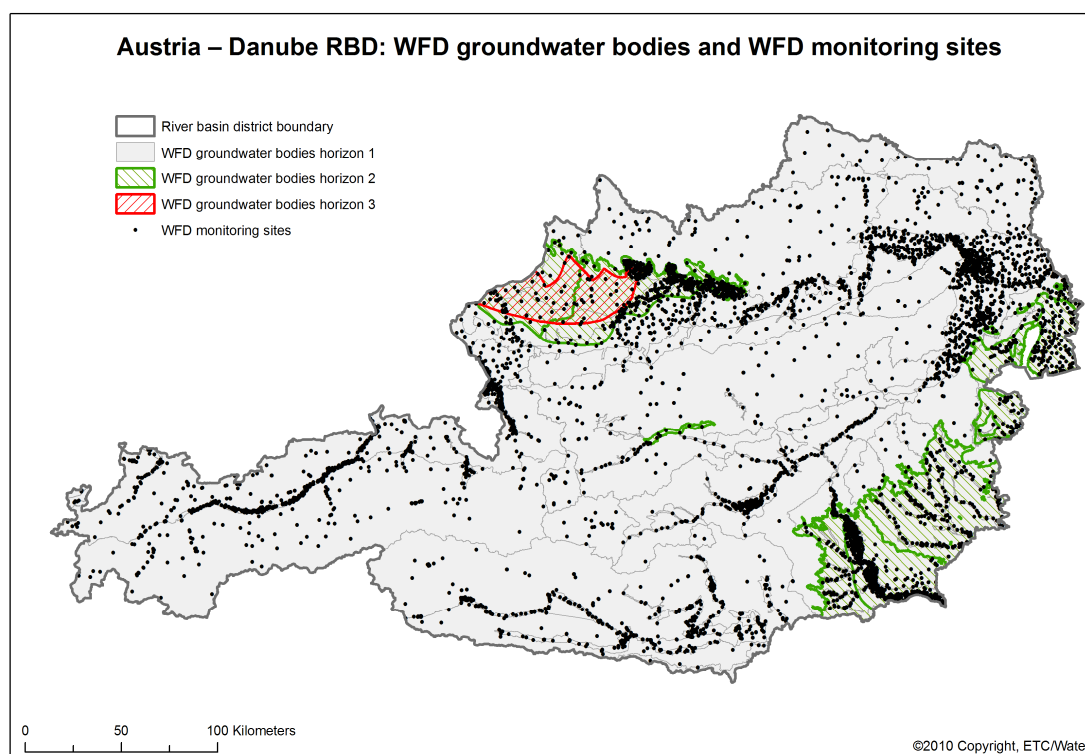 Austria – Danube RBD: WFD groundwater bodies and WFD monitoring sites
River basin district boundary
WFD groundwater bodies horizon 1
WFD groundwater bodies horizon 2
WFD groundwater bodies horizon 3
WFD monitoring sites
0 50 100 Kilometers
©2010 Copyright, ETC/Wate